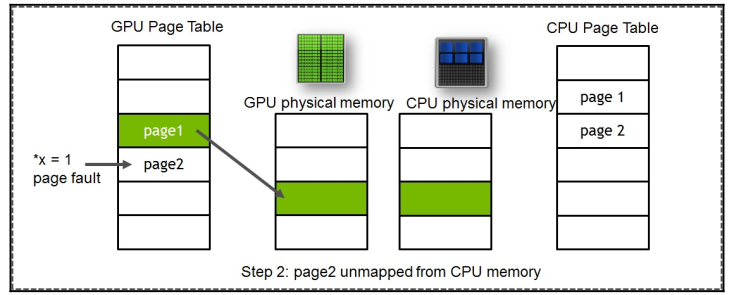 GPU Page Table
CPU Page Table
GPU physical memory
CPU physical memory
page 1
page1
page 2
*x = 1
page fault
page2
Step 2: page2 unmapped from CPU memory